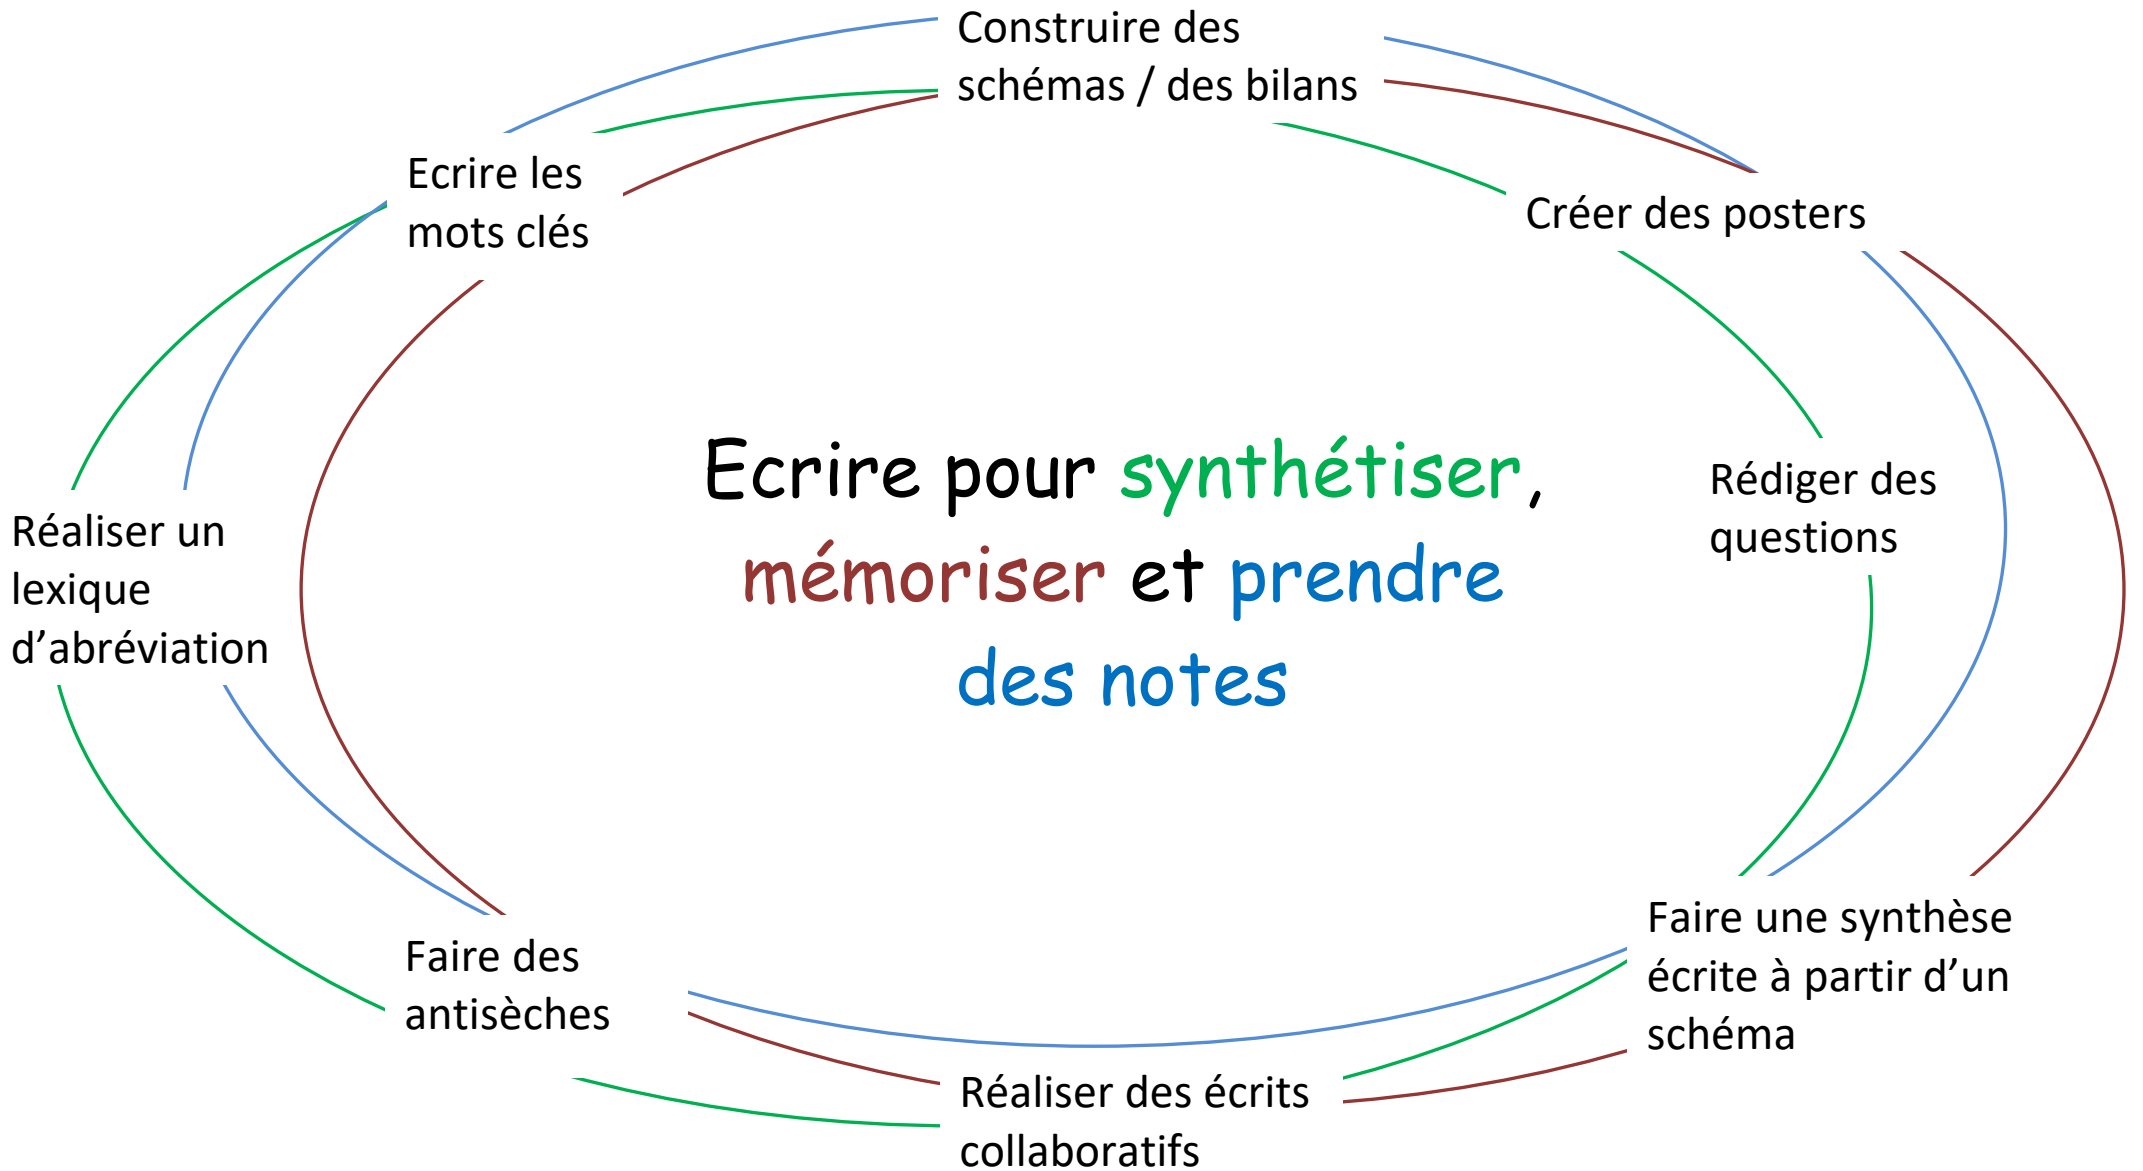 Construire des
schémas / des bilans
Ecrire les
mots clés
Créer des posters
Ecrire pour synthétiser,
mémoriser et prendre
des notes
Rédiger des
questions
Réaliser un
lexique
d’abréviation
Faire une synthèse
écrite à partir d’un
schéma
Faire des
antisèches
Réaliser des écrits
collaboratifs